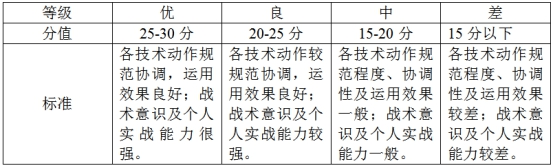 等级 优 良 中 差
分值 25-30 分 20-25 分 15-20 分 15 分以下
标准
各技术动作规
范协调，运用
效果良好；战
术意识及个人
实战能力很
强。
各技术动作较
规范协调，运
用效果良好；
战术意识及个
人实战能力较
强。
各技术动作规
范程度、协调
性及运用效果
一般；战术意
识及个人实战
能力一般。
各技术动作规
范程度、协调
性及运用效果
较差；战术意
识及个人实战
能力较差。